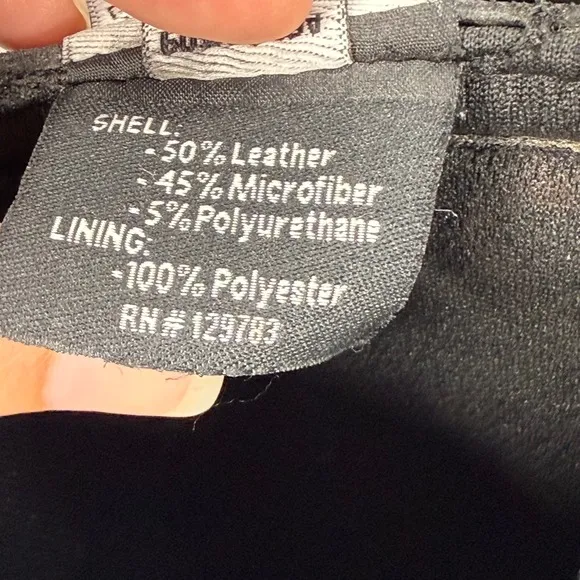 SHELL:
-50% Leather
-45% Microfiber
-5% Polyurethane
LINING:
-100% Polyester
RN# 129783